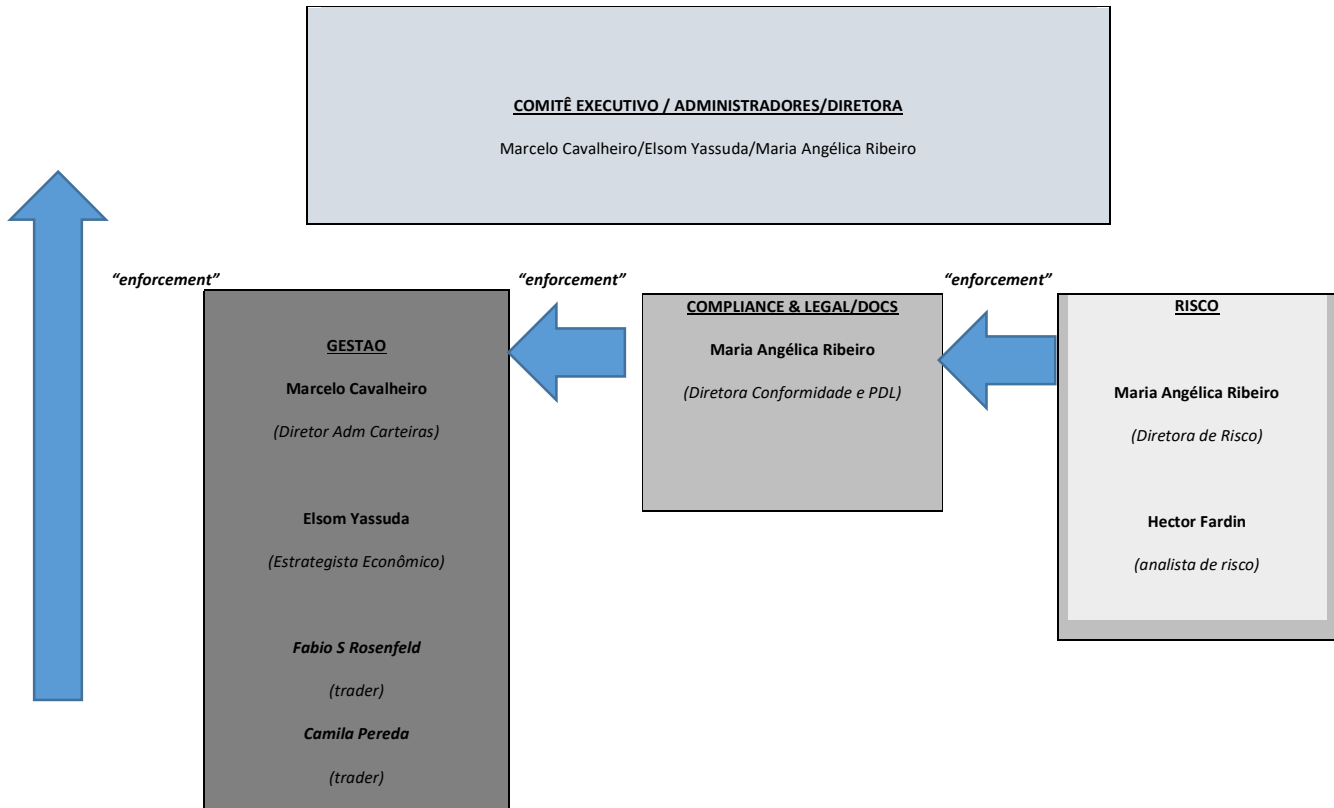 COMITÊ EXECUTIVO / ADMINISTRADORES/DIRETORA
Marcelo Cavalheiro/Elsom Yassuda/Maria Angélica Ribeiro
“enforcement”
“enforcement”
“enforcement”
GESTAO
Marcelo Cavalheiro
(Diretor Adm Carteiras)
Elsom Yassuda
(Estrategista Econômico)
Fabio S Rosenfeld
(trader)
Camila Pereda
(trader)
COMPLIANCE & LEGAL/DOCS
Maria Angélica Ribeiro
(Diretora Conformidade e PDL)
RISCO
Maria Angélica Ribeiro
(Diretora de Risco)
Hector Fardin
(analista de risco)